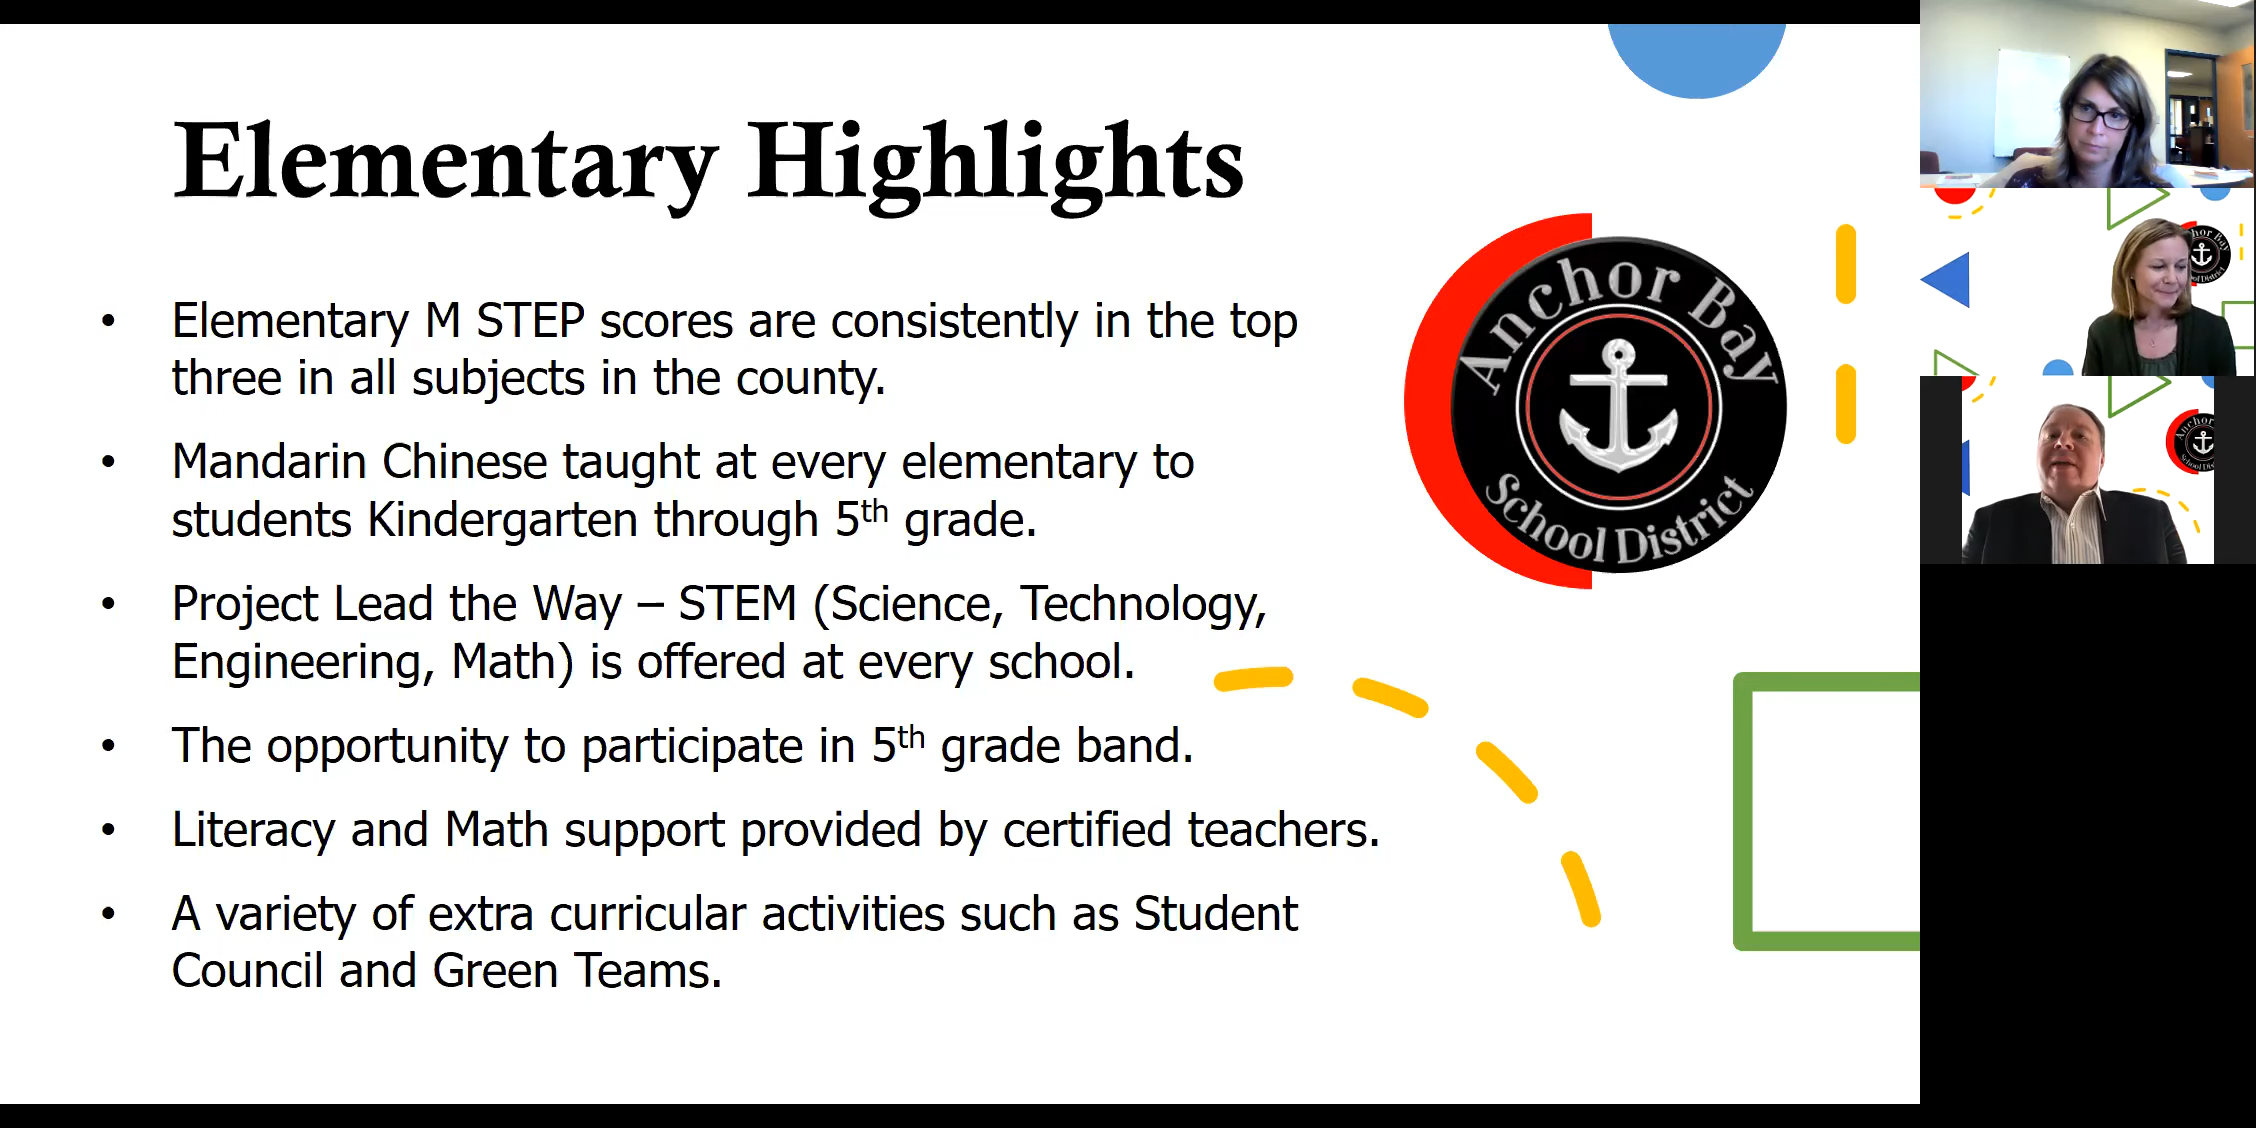 Elementary Highlights
• Elementary M STEP scores are consistently in the top
three in all subjects in the county.
• Mandarin Chinese taught at every elementary to
students Kindergarten through 5th grade.
• Project Lead the Way – STEM (Science, Technology,
Engineering, Math) is offered at every school.
• The opportunity to participate in 5th grade band.
• Literacy and Math support provided by certified teachers.
• A variety of extra curricular activities such as Student
Council and Green Teams.
Anchor Bay
School District